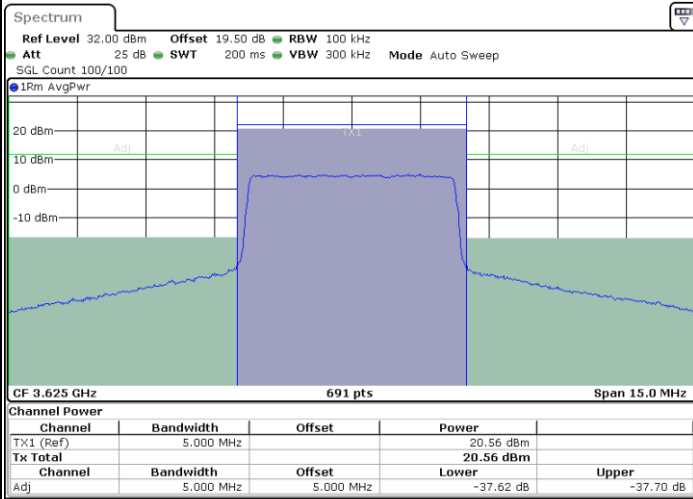 Spectrum
Ref Level 32.00 dBm Offset 19.50 dB RBW 100 kHz
Att 25 dB SWT 200 ms VBW 300 kHz Mode Auto Sweep
SGL Count 100/100
1Rm AvgPwr
20 dBm
TX1
Adj Adj
10 dBm
0 dBm
-10 dBm
CF 3.625 GHz 691 pts Span 15.0 MHz
Channel Power
Channel Bandwidth Offset Power
TX1 (Ref) 5.000 MHz 20.56 dBm
Tx Total 20.56 dBm
Channel Bandwidth Offset Lower Upper
Adj 5.000 MHz 5.000 MHz -37.62 dB -37.70 dB